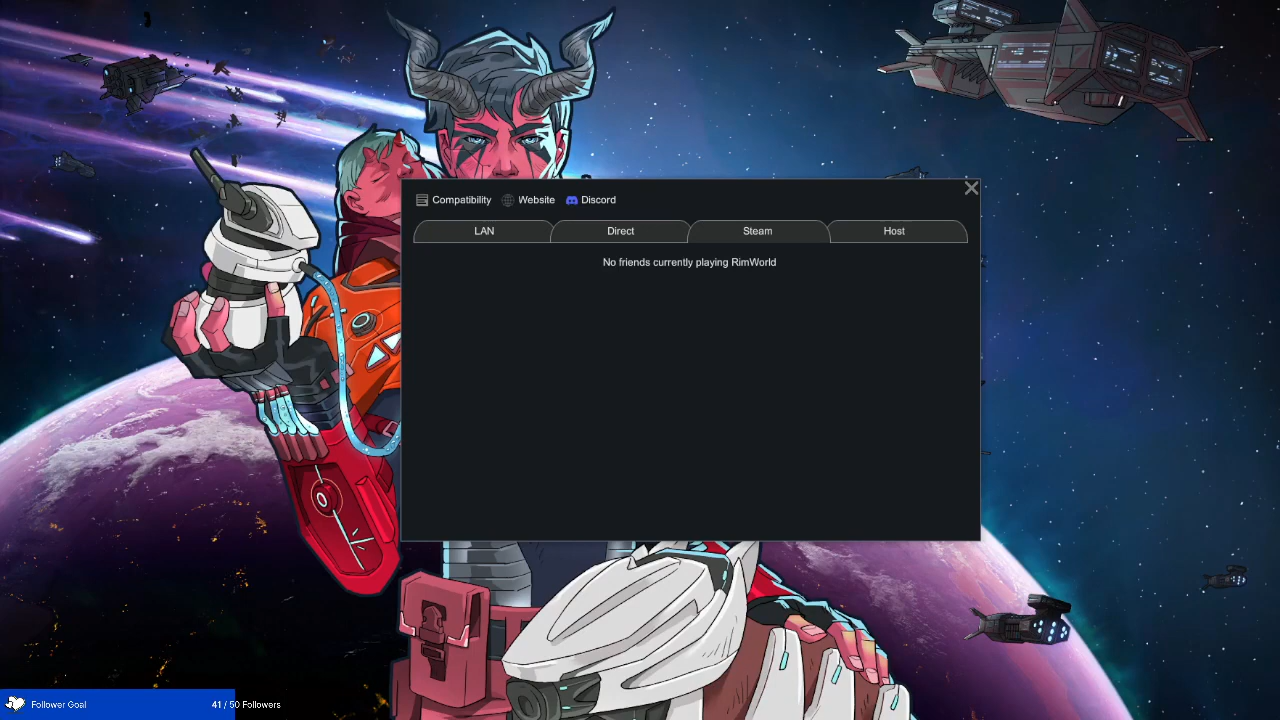 Compatibility Website Discord
LAN Direct Steam Host
No friends currently playing RimWorld
Follower Goal 41 / 50 Followers